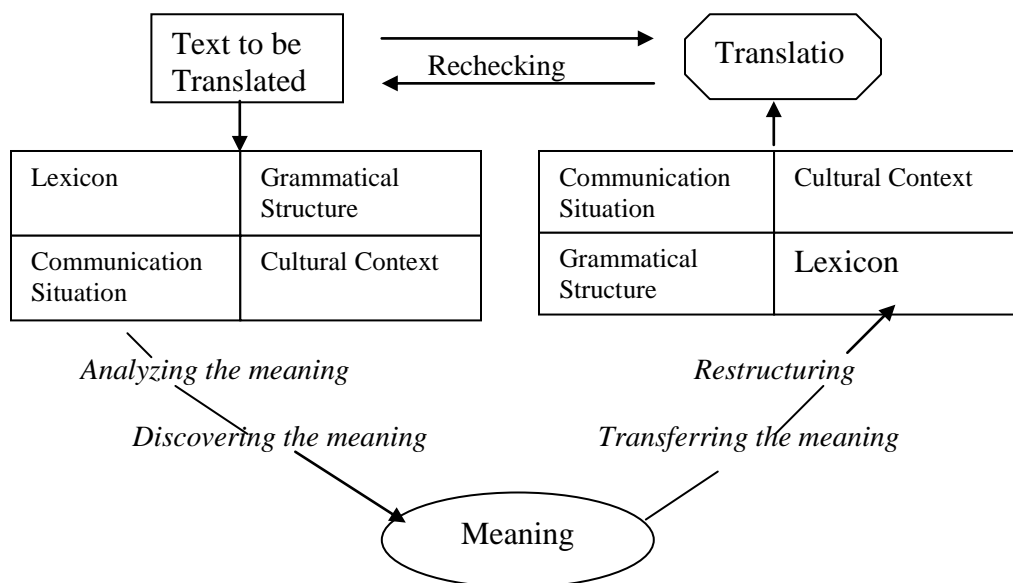 Text to be
Translated
Rechecking
Translatio
Lexicon
Grammatical
Structure
Communication
Situation
Cultural Context
Communication
Situation
Cultural Context
Grammatical
Structure
Lexicon
Analyzing the meaning
Restructuring
Discovering the meaning
Transferring the meaning
Meaning